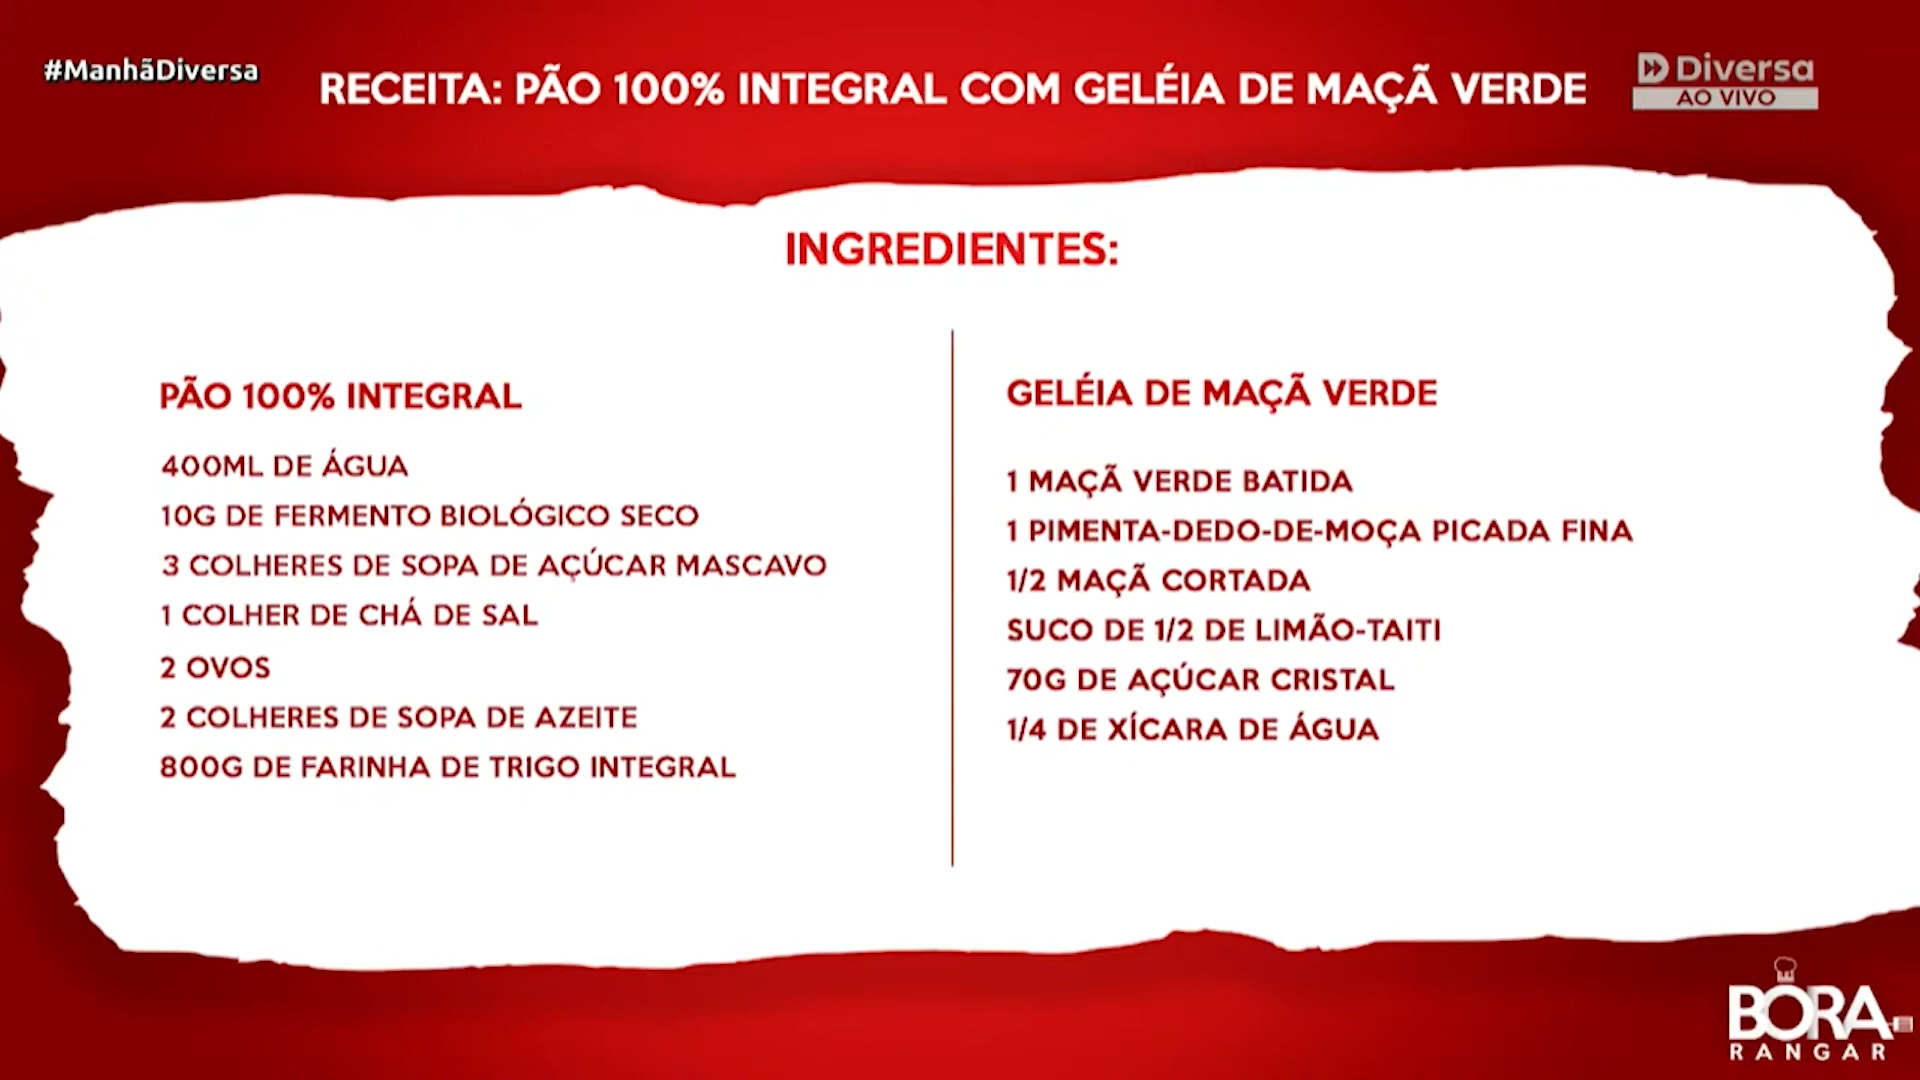 #ManhãDiversa
RECEITA: PÃO 100% INTEGRAL COM GELÉIA DE MAÇÃ VERDE
Diversa
AO VIVO
INGREDIENTES:
PÃO 100% INTEGRAL
400ML DE ÁGUA
10G DE FERMENTO BIOLÓGICO SECO
3 COLHERES DE SOPA DE AÇÚCAR MASCAVO
1 COLHER DE CHÁ DE SAL
2 OVOS
2 COLHERES DE SOPA DE AZEITE
800G DE FARINHA DE TRIGO INTEGRAL
GELÉIA DE MAÇÃ VERDE
1 MAÇÃ VERDE BATIDA
1 PIMENTA-DEDO-DE-MOÇA PICADA FINA
1/2 MAÇÃ CORTADA
SUCO DE 1/2 DE LIMÃO-TAITI
70G DE AÇÚCAR CRISTAL
1/4 DE XÍCARA DE ÁGUA
BORA
RANGAR